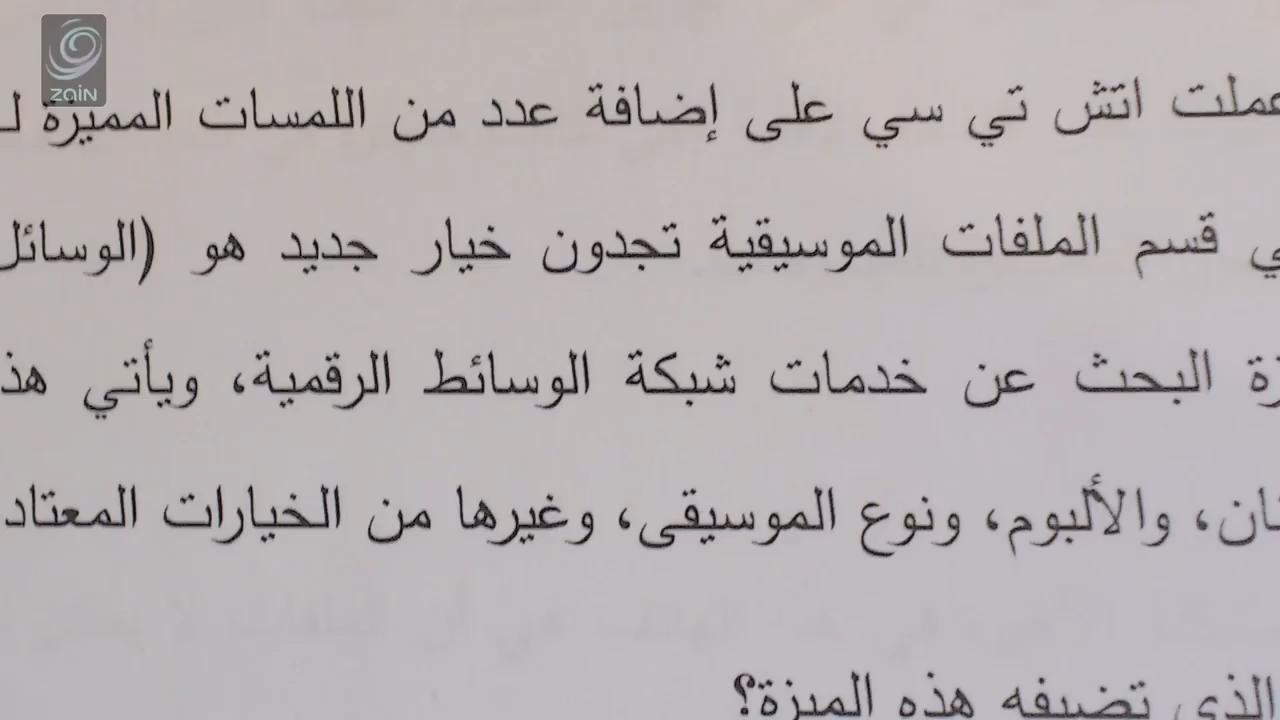 zain
عملت اتش تي سي على إضافة عدد من اللمسات المميزة لـ
قسم الملفات الموسيقية تجدون خيار جديد هو (الوسائل
البحث عن خدمات شبكة الوسائط الرقمية، ويأتي هذ
ـان، والألبوم، ونوع الموسيقى، وغيرها من الخيارات المعتاد
الذي تضيفه هذه الميزة؟